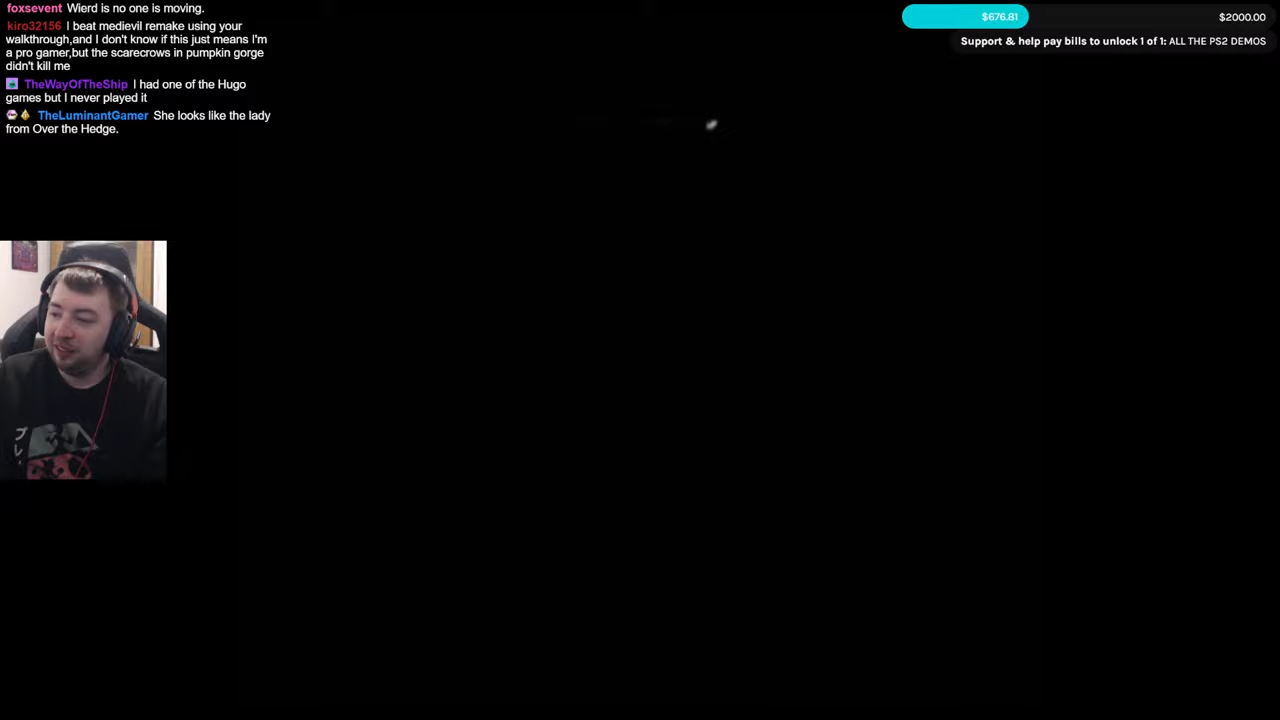 foxsevent Wierd is no one is moving.
kiro32156 I beat medievil remake using your
walkthrough,and I don't know if this just means I'm
a pro gamer,but the scarecrows in pumpkin gorge
didn't kill me
TheWayOfTheShip I had one of the Hugo
games but I never played it
TheLuminantGamer She looks like the lady
from Over the Hedge.
$676.81
$2000.00
Support & help pay bills to unlock 1 of 1: ALL THE PS2 DEMOS